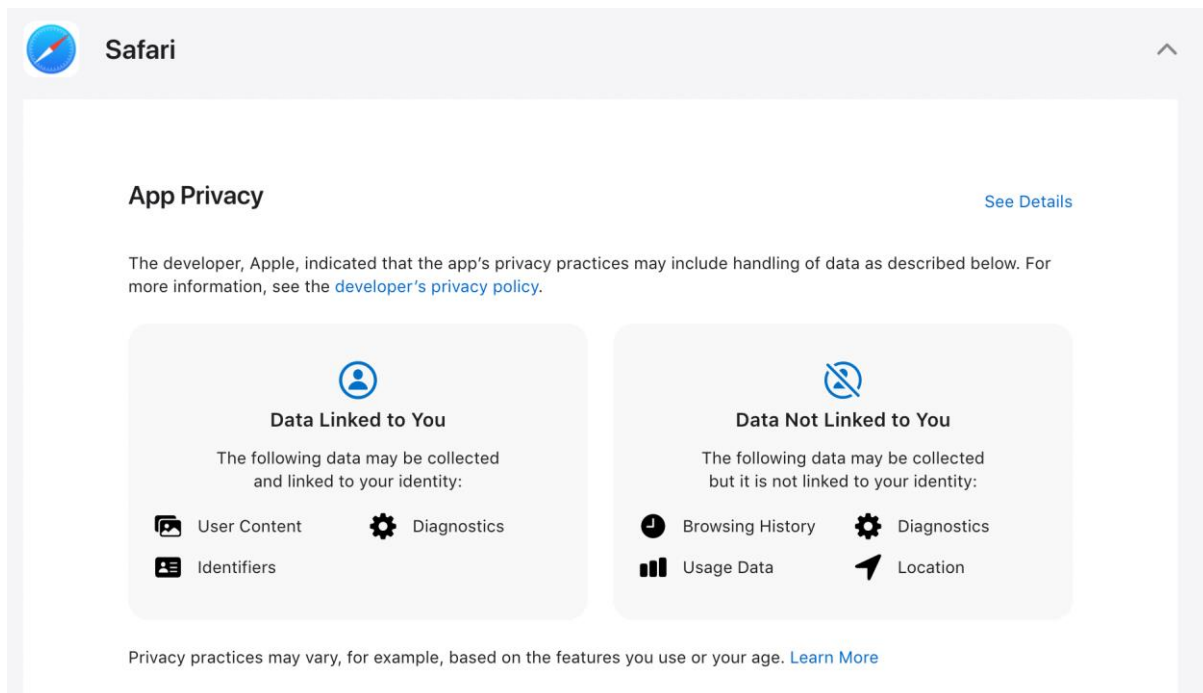 Safari
App Privacy
See Details
The developer, Apple, indicated that the app’s privacy practices may include handling of data as described below. For
more information, see the developer’s privacy policy.
Data Linked to You
The following data may be collected
and linked to your identity:
User Content
Diagnostics
Identifiers
Data Not Linked to You
The following data may be collected
but it is not linked to your identity:
Browsing History
Diagnostics
Usage Data
Location
Privacy practices may vary, for example, based on the features you use or your age. Learn More